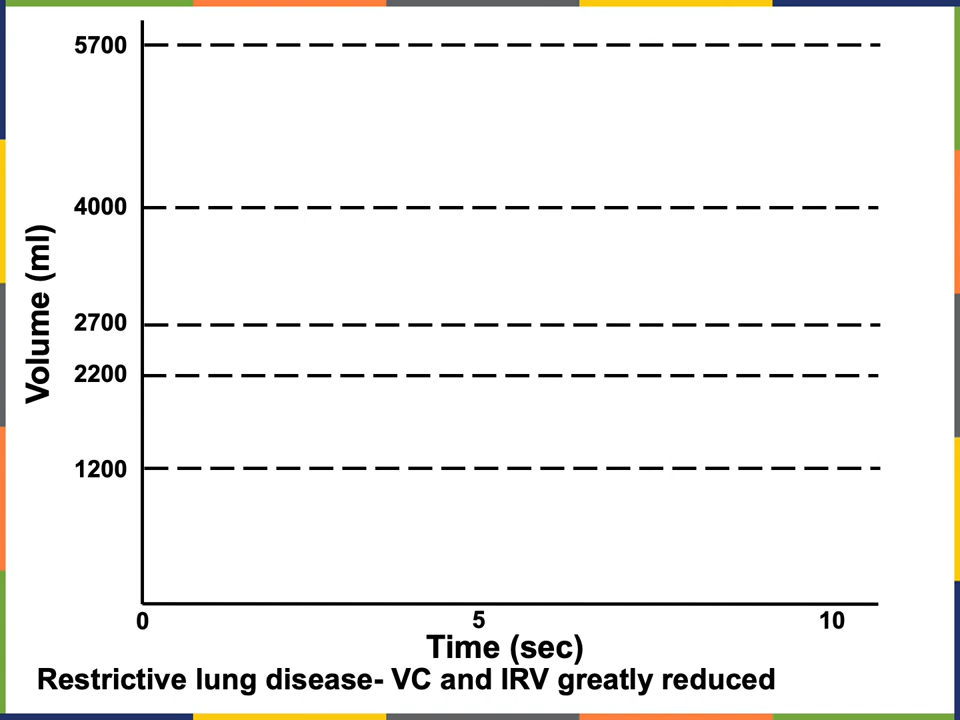 5700
4000
2700
2200
1200
Volume (ml)
0 5 10
Time (sec)
Restrictive lung disease- VC and IRV greatly reduced